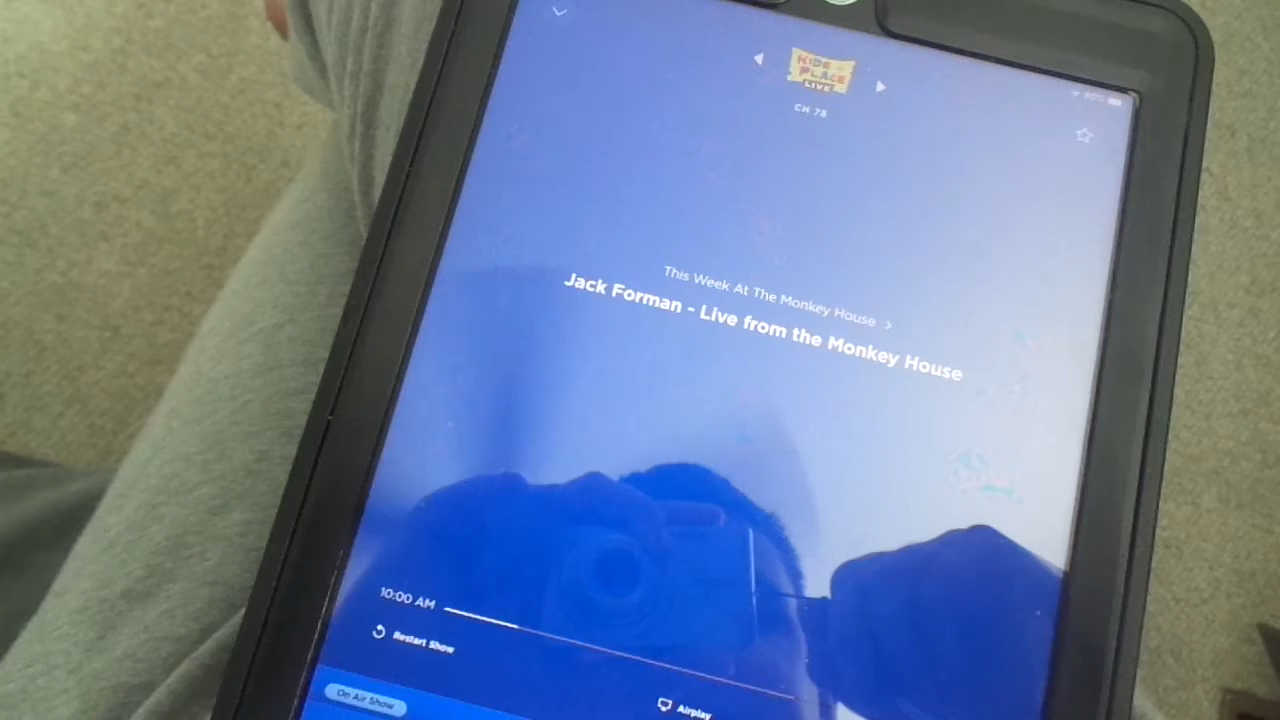 KIDS
PLACE
LIVE
CH 78
This Week At The Monkey House
Jack Forman - Live from the Monkey House
10:00 AM
Restart Show
On Air Show
Airplay